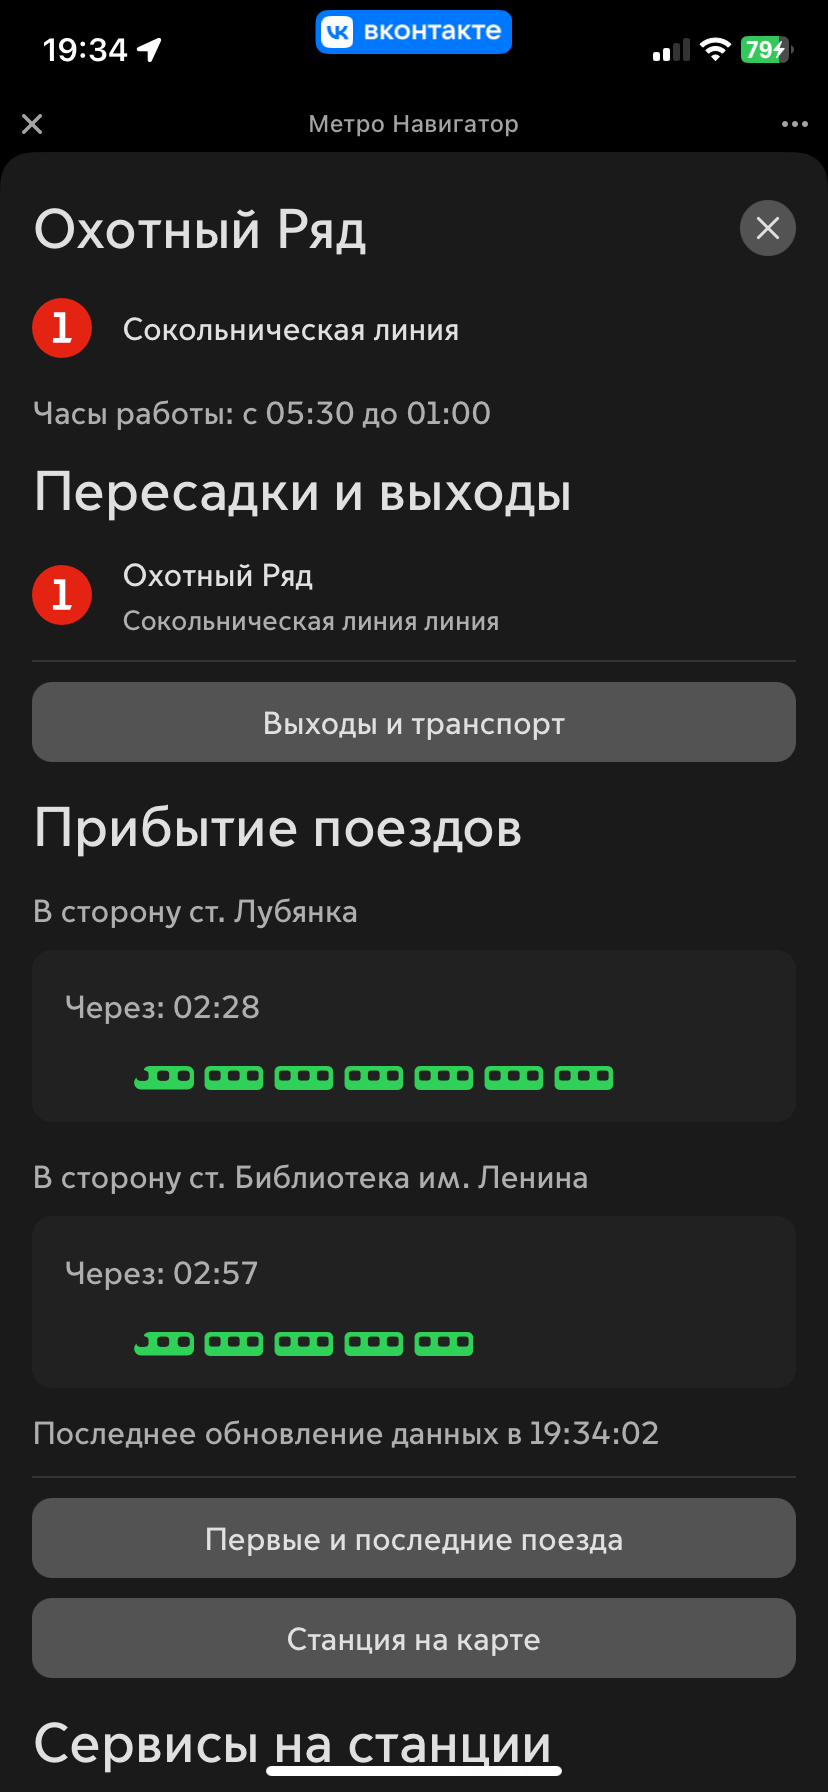 19:34
вконтакте
79
Метро Навигатор
Охотный Ряд
1 Сокольническая линия
Часы работы: с 05:30 до 01:00
Пересадки и выходы
1 Охотный Ряд
Сокольническая линия линия
Выходы и транспорт
Прибытие поездов
В сторону ст. Лубянка
Через: 02:28
В сторону ст. Библиотека им. Ленина
Через: 02:57
Последнее обновление данных в 19:34:02
Первые и последние поезда
Станция на карте
Сервисы на станции